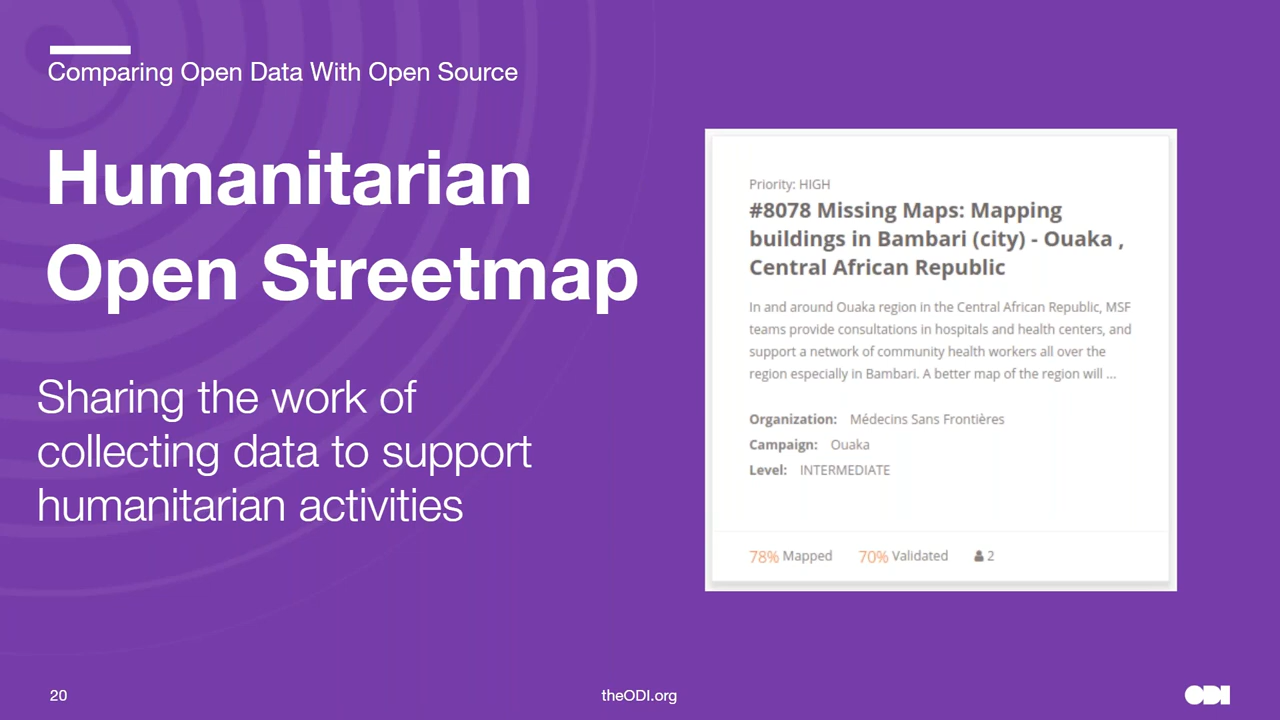 Comparing Open Data With Open Source
Humanitarian
Open Streetmap
Sharing the work of
collecting data to support
humanitarian activities
Priority: HIGH
#8078 Missing Maps: Mapping
buildings in Bambari (city) - Ouaka ,
Central African Republic
In and around Ouaka region in the Central African Republic, MSF
teams provide consultations in hospitals and health centers, and
support a network of community health workers all over the
region especially in Bambari. A better map of the region will ...
Organization: Médecins Sans Frontières
Campaign: Ouaka
Level: INTERMEDIATE
78% Mapped 70% Validated 2
20
theODI.org
ODI